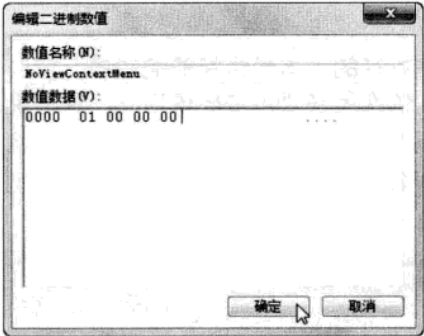 编辑二进制数值
数值名称(N):
NoViewContextMenu
数值数据(V):
0000 01 00 00 00 ....
确定 取消